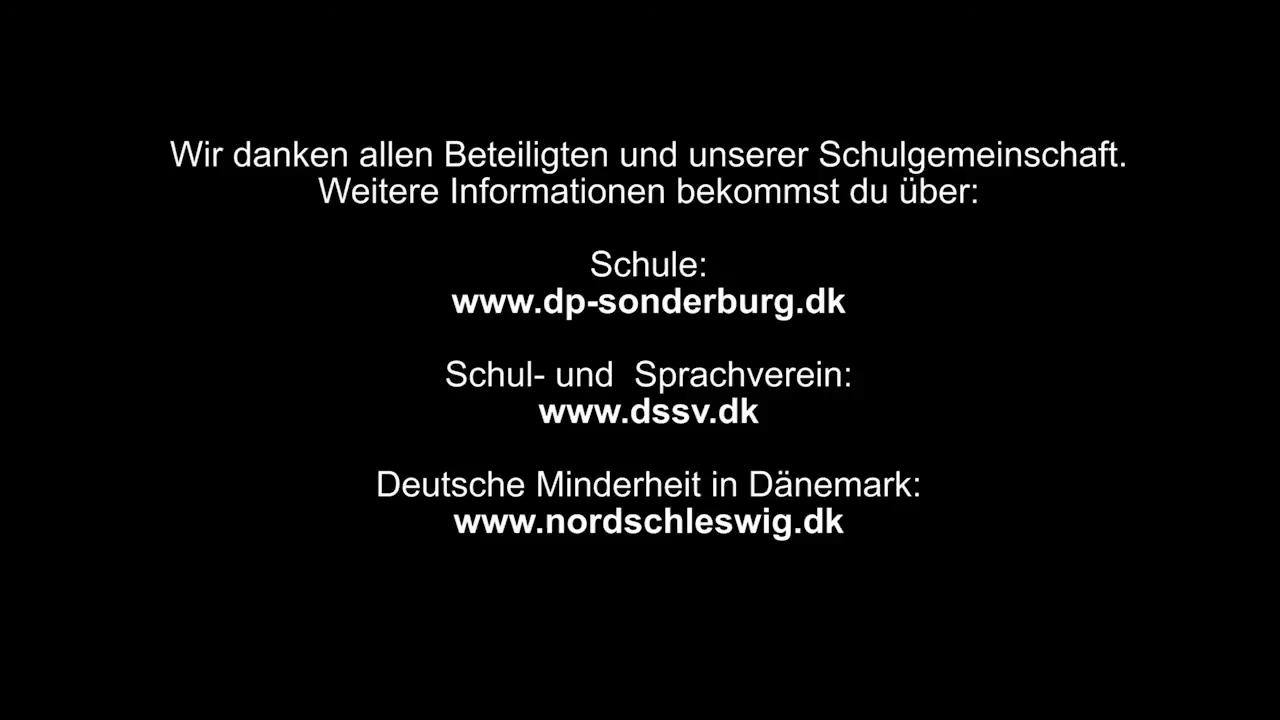 Wir danken allen Beteiligten und unserer Schulgemeinschaft.
Weitere Informationen bekommst du über:
Schule:
www.dp-sonderburg.dk
Schul- und  Sprachverein:
www.dssv.dk
Deutsche Minderheit in Dänemark:
www.nordschleswig.dk